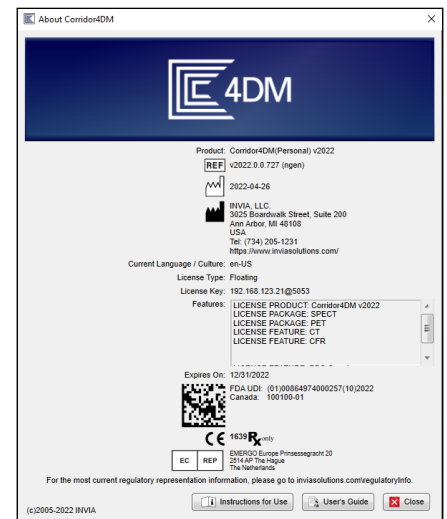 About Corridor4DM
4DM
Product: Corridor4DM(Personal) v2022
REF v2022.0.0.727 (ngen)
2022-04-26
INVIA, LLC.
3025 Boardwalk Street, Suite 200
Ann Arbor, MI 48108
USA
Tel: (734) 205-1231
https://www.inviasolutions.com/
Current Language / Culture: en-US
License Type: Floating
License Key: 192.168.123.21@5053
Features: LICENSE PRODUCT: Corridor4DM v2022
LICENSE PACKAGE: SPECT
LICENSE PACKAGE: PET
LICENSE FEATURE: CT
LICENSE FEATURE: CFR
Expires On: 12/31/2022
FDA UDI: (01)00864974000257(10)2022
Canada: 100100-01
CE 1639 Rx only
EC REP
EMERGO Europe Prinsessegracht 20
2514 AP The Hague
The Netherlands
For the most current regulatory representation information, please go to inviasolutions.com/regulatoryInfo.
(c)2005-2022 INVIA
Instructions for Use
User's Guide
Close